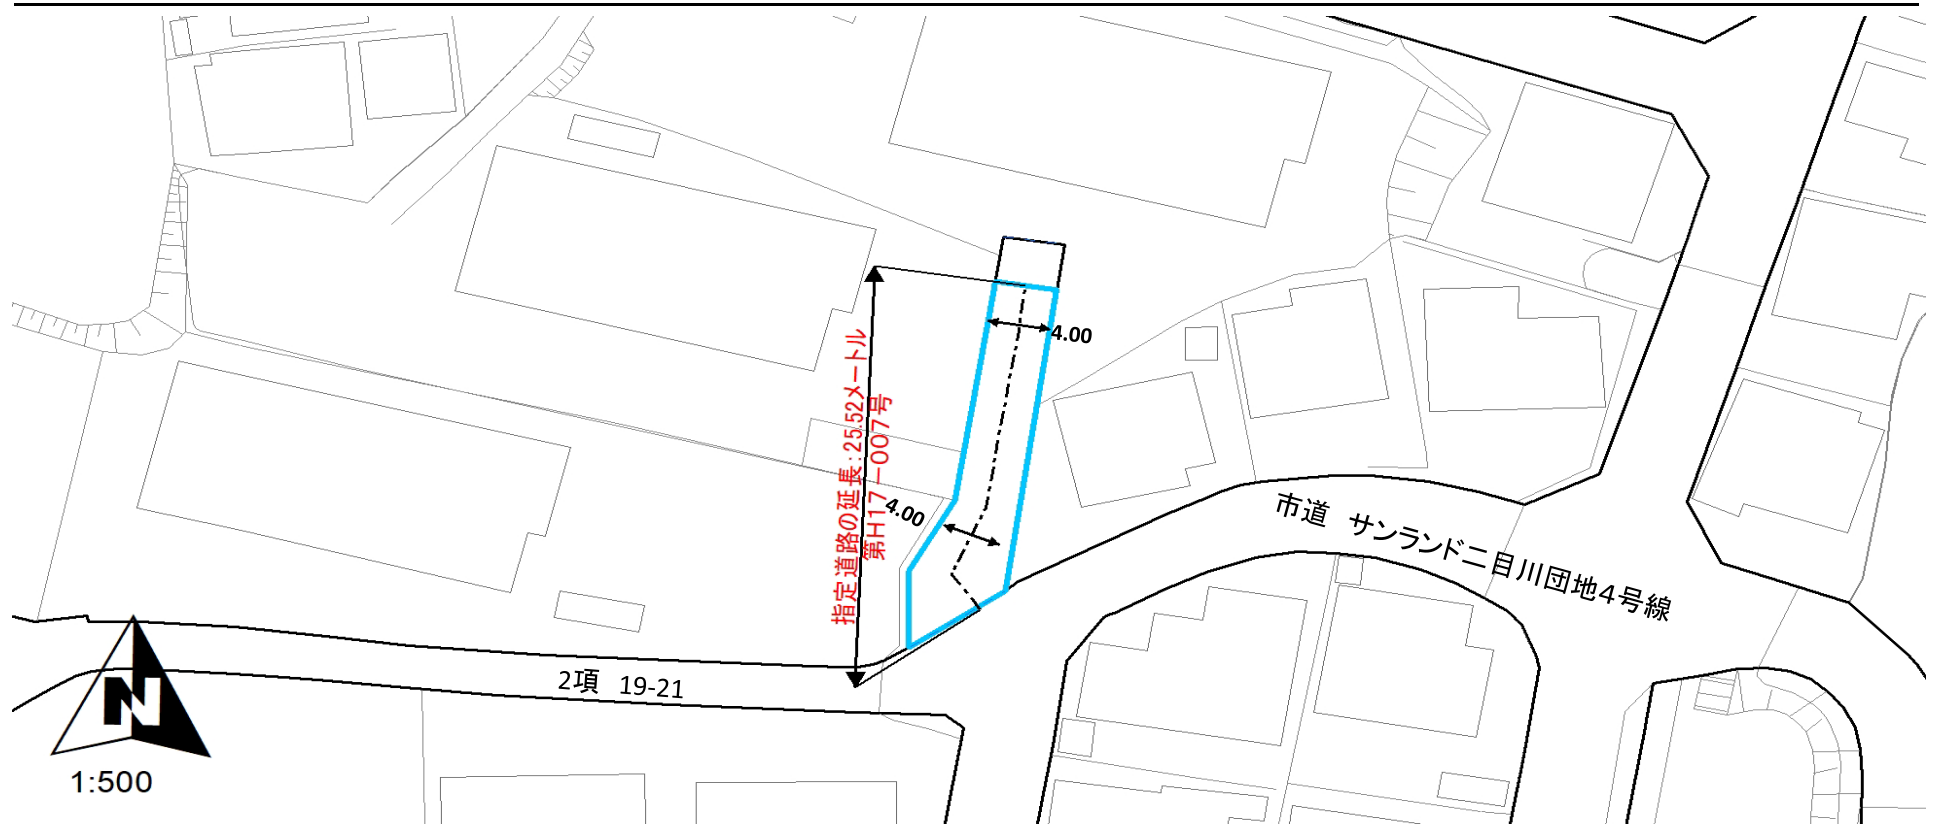 4.00
指定道路の延長:25.52メートル
第H17-007号
4.00
市道 サンランド二目川団地4号線
2項 19-21
N
1:500